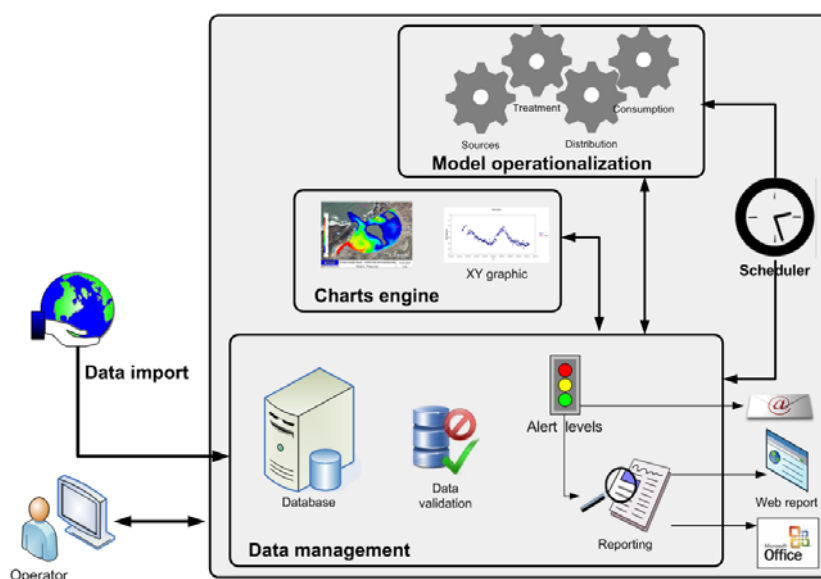 Treatment
Consumption
Sources
Distribution
Model operationalization
XY graphic
Charts engine
Scheduler
Data import
Alert levels
@
Database
Data
validation
Web report
Reporting
Microsoft
Office
Data management
Operator